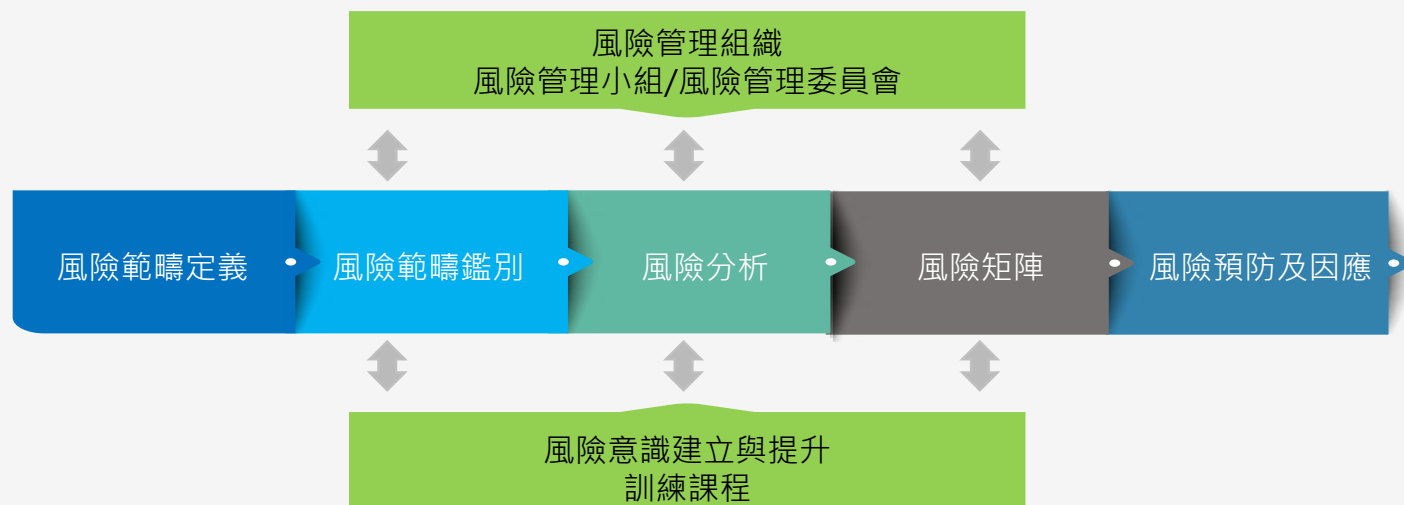 風險管理組織
風險管理小組/風險管理委員會
風險範疇定義
風險範疇鑑別
風險分析
風險矩陣
風險預防及因應
風險意識建立與提升
訓練課程